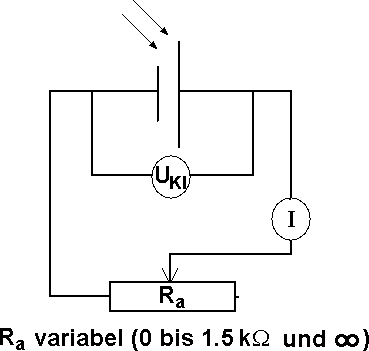 U_Kl
I
R_a
R_a variabel (0 bis 1.5 kΩ und ∞)